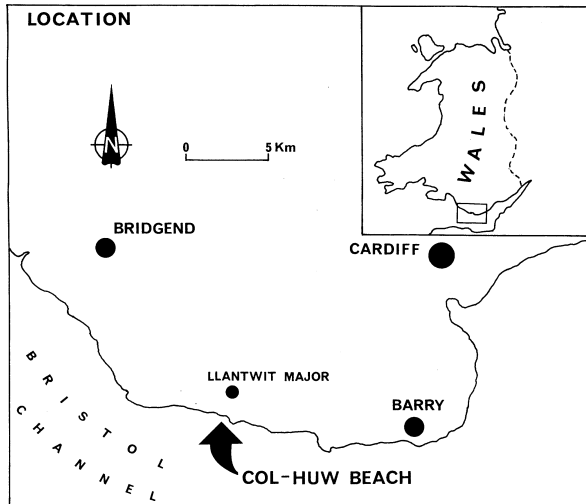 LOCATION
WALES
N
0 5 Km
BRIDGEND
CARDIFF
LLANTWIT MAJOR
BARRY
BRISTOL
CHANNEL
COL-HUW BEACH